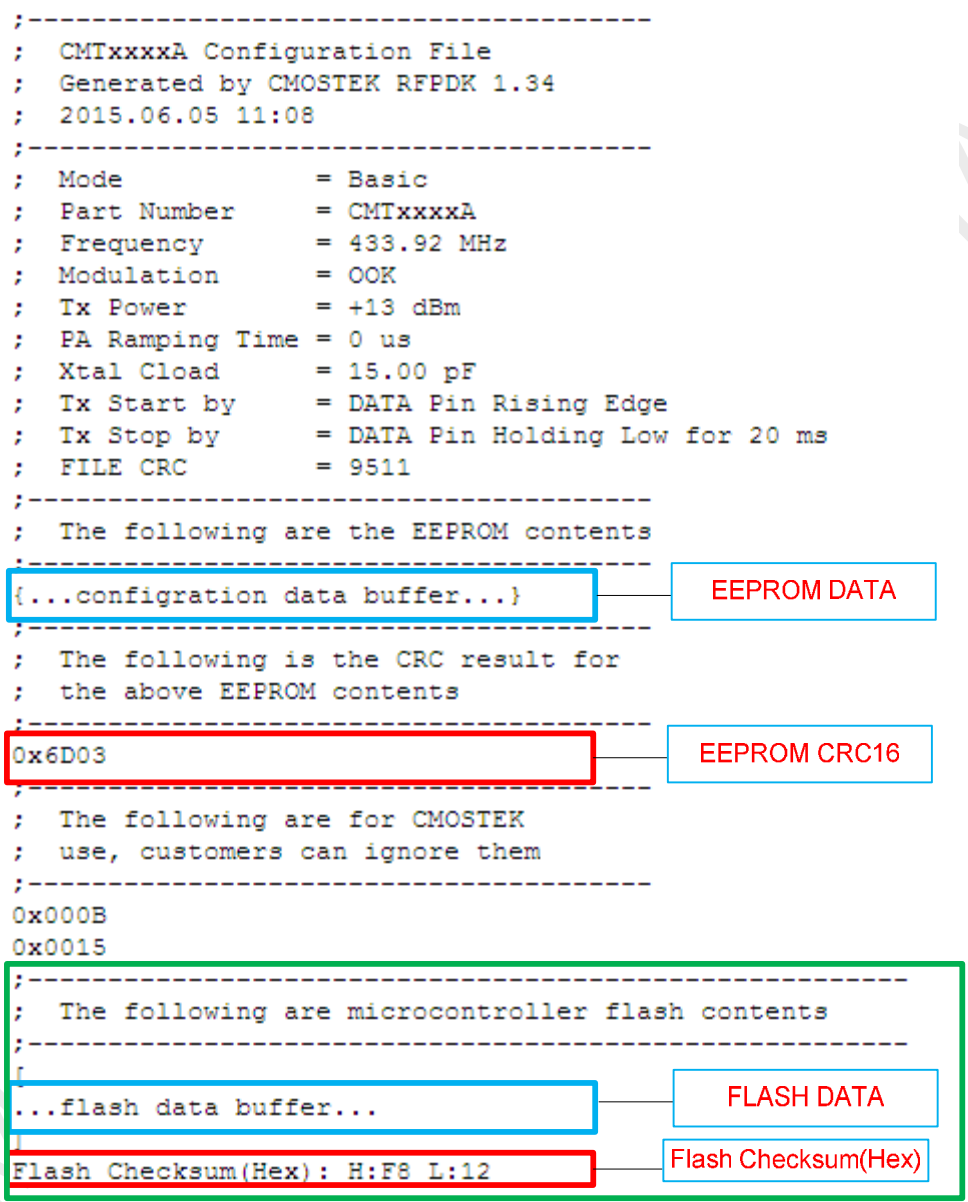 ;---------------------------------------
;  CMTxxxxA Configuration File
;  Generated by CMOSTEK RFPDK 1.34
;  2015.06.05 11:08
;---------------------------------------
;  Mode            = Basic
;  Part Number     = CMTxxxxA
;  Frequency       = 433.92 MHz
;  Modulation      = OOK
;  Tx Power        = +13 dBm
;  PA Ramping Time = 0 us
;  Xtal Cload      = 15.00 pF
;  Tx Start by     = DATA Pin Rising Edge
;  Tx Stop by      = DATA Pin Holding Low for 20 ms
;  FILE CRC        = 9511
;---------------------------------------
;  The following are the EEPROM contents
;---------------------------------------
{...configration data buffer...}
EEPROM DATA
;---------------------------------------
;  The following is the CRC result for
;  the above EEPROM contents
;---------------------------------------
0x6D03
EEPROM CRC16
;---------------------------------------
;  The following are for CMOSTEK
;  use, customers can ignore them
;---------------------------------------
0x000B
0x0015
;-------------------------------------------------------
;  The following are microcontroller flash contents
;-------------------------------------------------------
[
...flash data buffer...
FLASH DATA
]
Flash Checksum(Hex): H:F8 L:12
Flash Checksum(Hex)